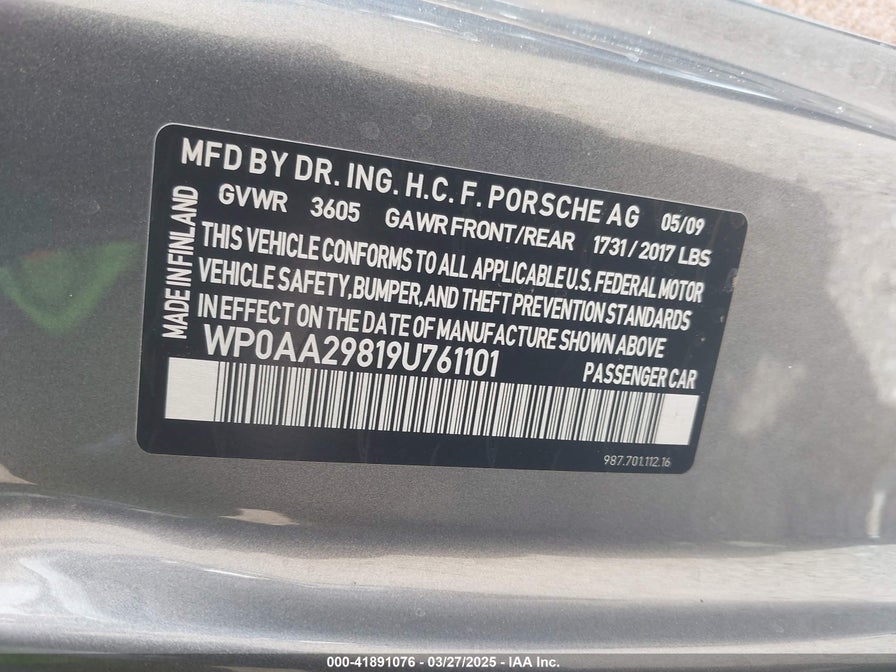 MFD BY DR. ING. H.C. F. PORSCHE AG 05/09
GVWR 3605 GAWR FRONT/REAR 1731 / 2017 LBS
THIS VEHICLE CONFORMS TO ALL APPLICABLE U.S. FEDERAL MOTOR
VEHICLE SAFETY, BUMPER, AND THEFT PREVENTION STANDARDS
IN EFFECT ON THE DATE OF MANUFACTURE SHOWN ABOVE
MADE IN FINLAND
WP0AA29819U761101
PASSENGER CAR
987.701.112.16
000-41891076 - 03/27/2025 - IAA Inc.